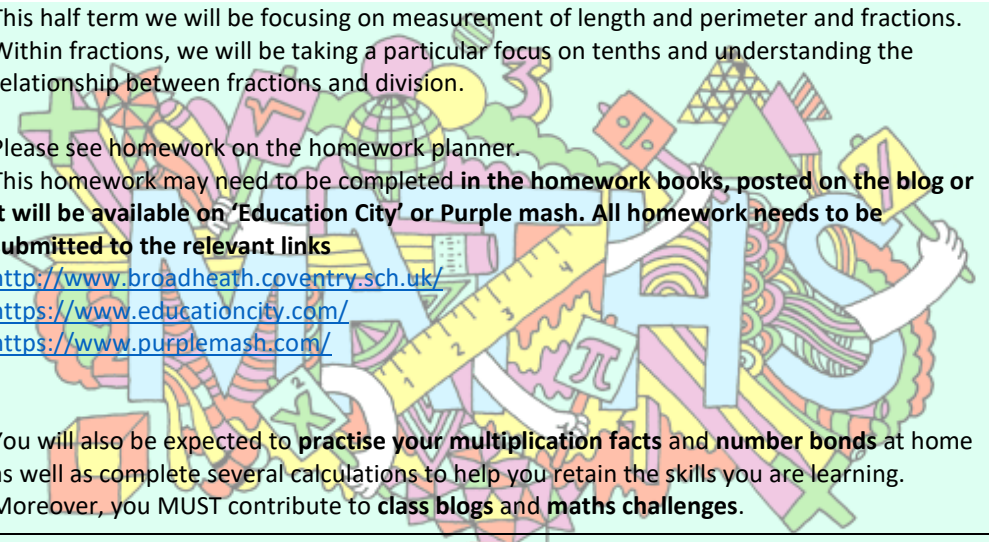 This half term we will be focusing on measurement of length and perimeter and fractions.
Within fractions, we will be taking a particular focus on tenths and understanding the
relationship between fractions and division.
Please see homework on the homework planner.
This homework may need to be completed in the homework books, posted on the blog or
it will be available on ‘Education City’ or Purple mash. All homework needs to be
submitted to the relevant links
http://www.broadheath.coventry.sch.uk/
https://www.educationcity.com/
https://www.purplemash.com/
MATHS
You will also be expected to practise your multiplication facts and number bonds at home
as well as complete several calculations to help you retain the skills you are learning.
Moreover, you MUST contribute to class blogs and maths challenges.